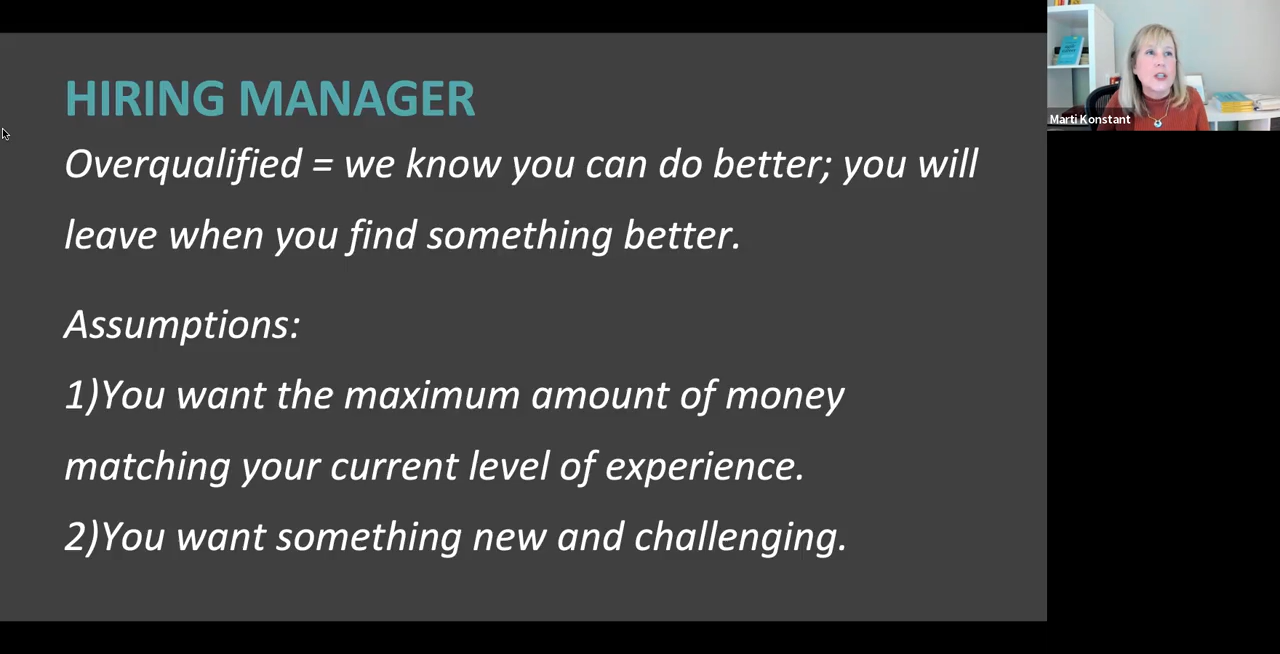 HIRING MANAGER
Overqualified = we know you can do better; you will
leave when you find something better.
Assumptions:
1)You want the maximum amount of money
matching your current level of experience.
2)You want something new and challenging.
Marti Konstant